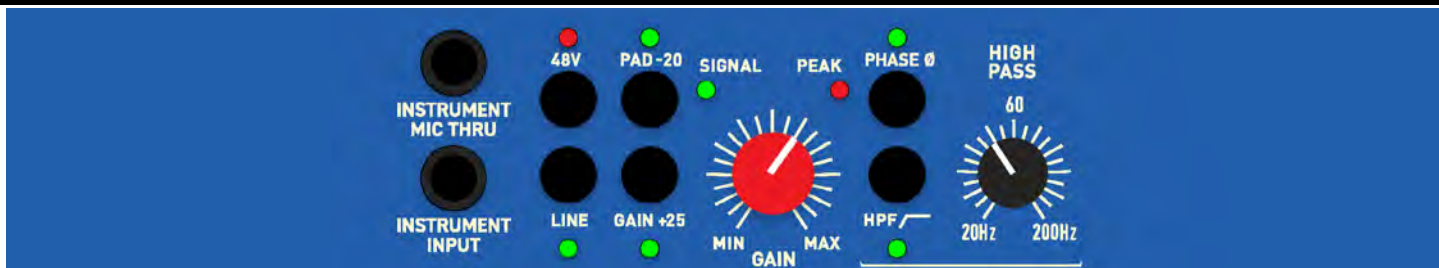 INSTRUMENT
MIC THRU
INSTRUMENT
INPUT
48V
LINE
PAD -20
GAIN +25
SIGNAL
PEAK
MIN
MAX
GAIN
PHASE Ø
HPF
HIGH
PASS
60
20Hz
200Hz